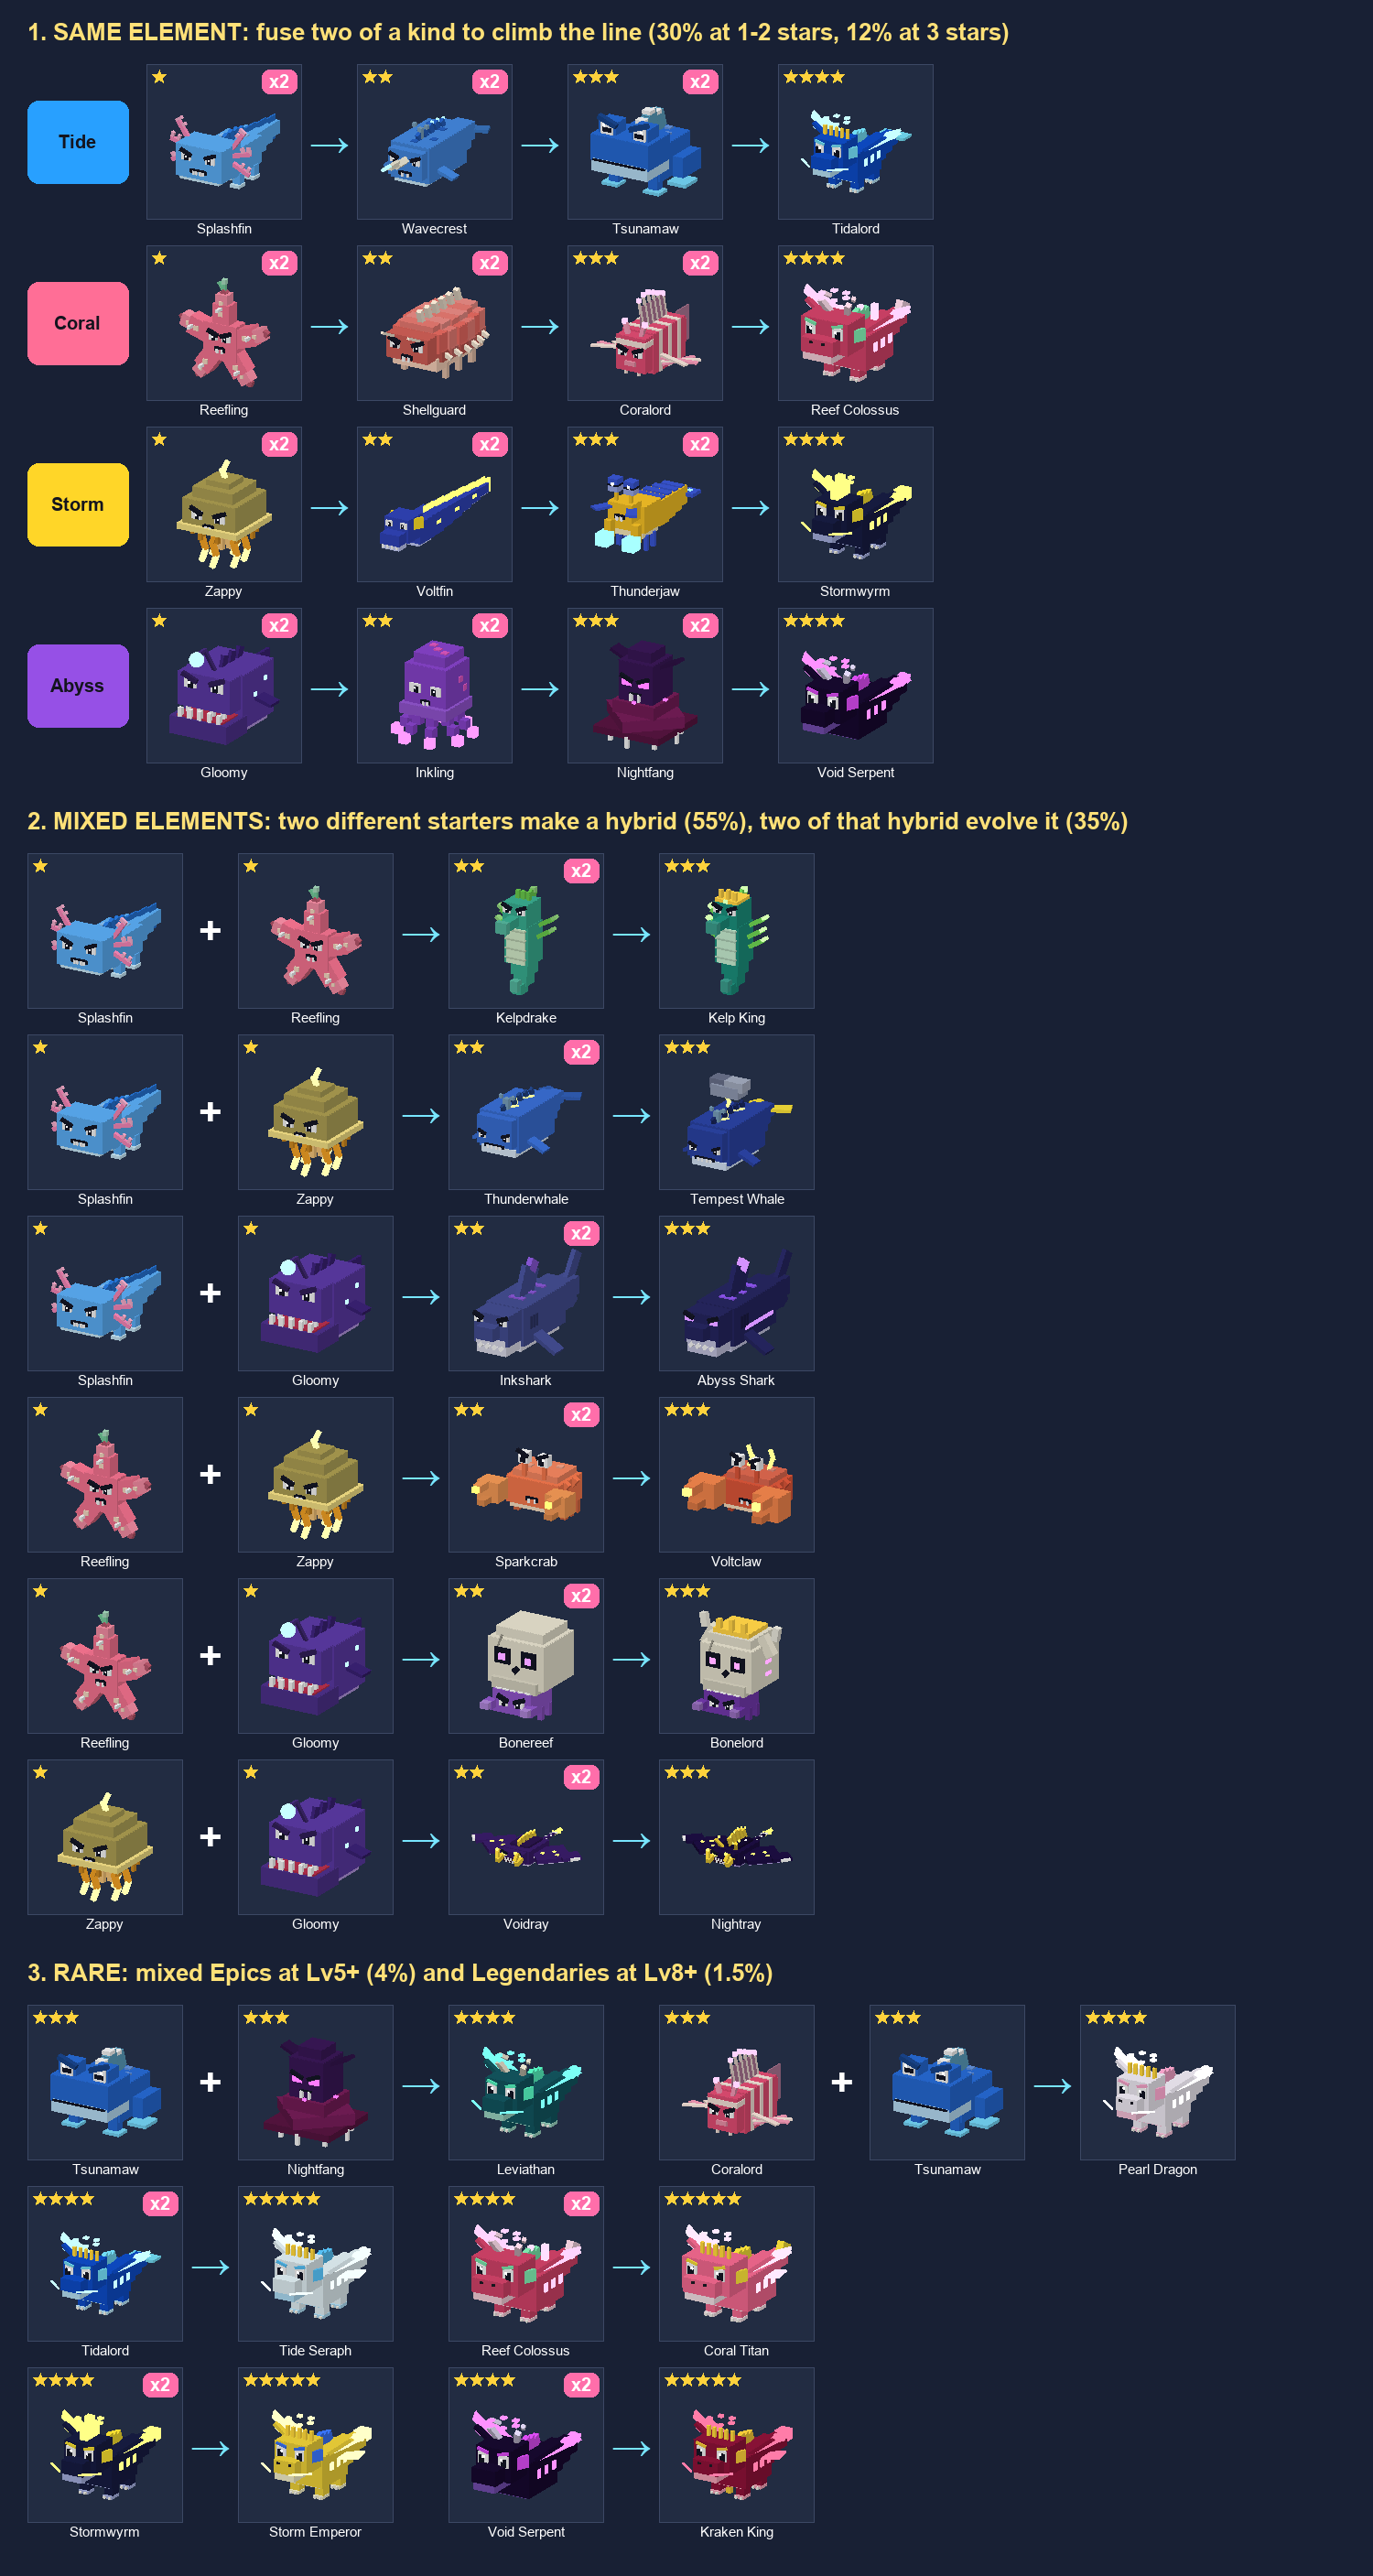 1. SAME ELEMENT: fuse two of a kind to climb the line (30% at 1-2 stars, 12% at 3 stars)
x2 x2 x2
Tide
Splashfin Wavecrest Tsunamaw Tidalord
x2 x2 x2
Coral
Reefling Shellguard Coralord Reef Colossus
x2 x2 x2
Storm
Zappy Voltfin Thunderjaw Stormwyrm
x2 x2 x2
Abyss
Gloomy Inkling Nightfang Void Serpent
2. MIXED ELEMENTS: two different starters make a hybrid (55%), two of that hybrid evolve it (35%)
x2
+
Splashfin Reefling Kelpdrake Kelp King
x2
+
Splashfin Zappy Thunderwhale Tempest Whale
x2
+
Splashfin Gloomy Inkshark Abyss Shark
x2
+
Reefling Zappy Sparkcrab Voltclaw
x2
+
Reefling Gloomy Bonereef Bonelord
x2
+
Zappy Gloomy Voidray Nightray
3. RARE: mixed Epics at Lv5+ (4%) and Legendaries at Lv8+ (1.5%)
+ +
Tsunamaw Nightfang Leviathan Coralord Tsunamaw Pearl Dragon
x2 x2
Tidalord Tide Seraph Reef Colossus Coral Titan
x2 x2
Stormwyrm Storm Emperor Void Serpent Kraken King